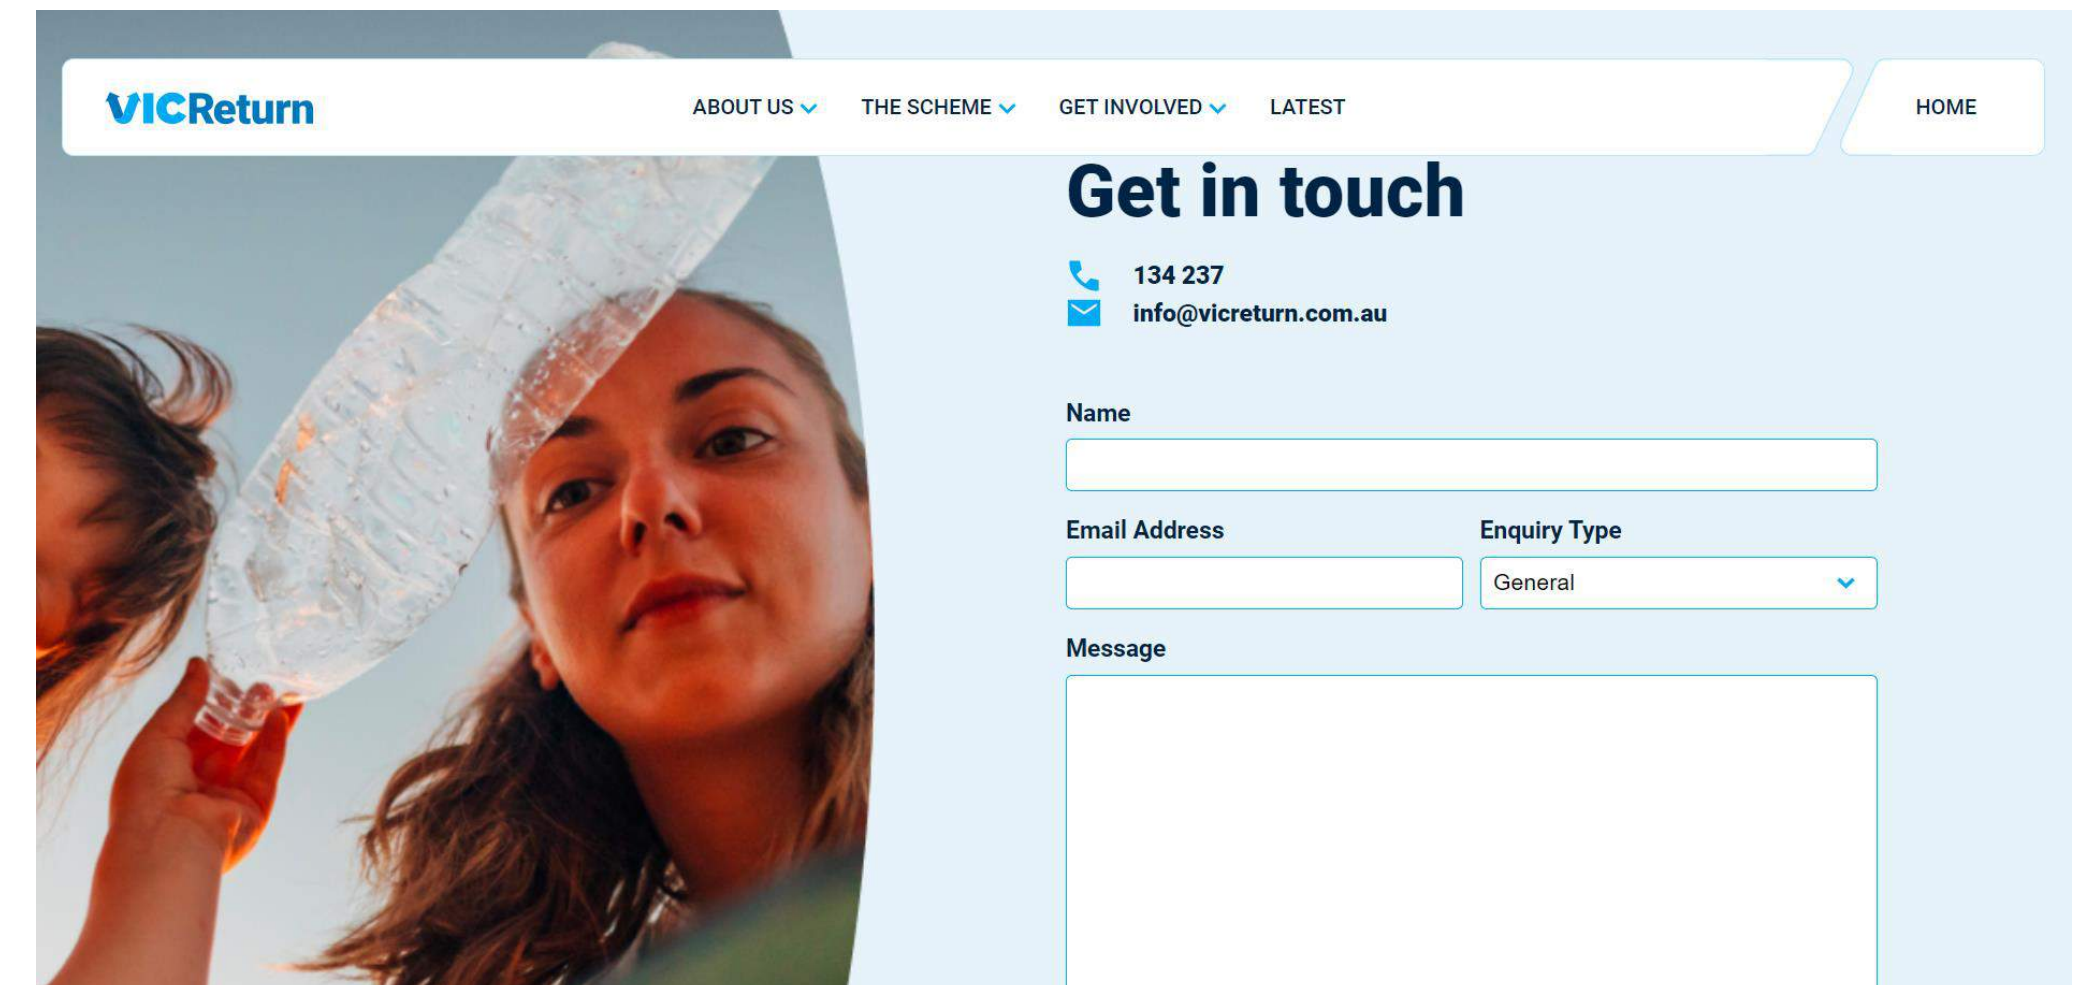 VICReturn
ABOUT US THE SCHEME GET INVOLVED LATEST HOME
Get in touch
134 237
info@vicreturn.com.au
Name
Email Address Enquiry Type
General
Message